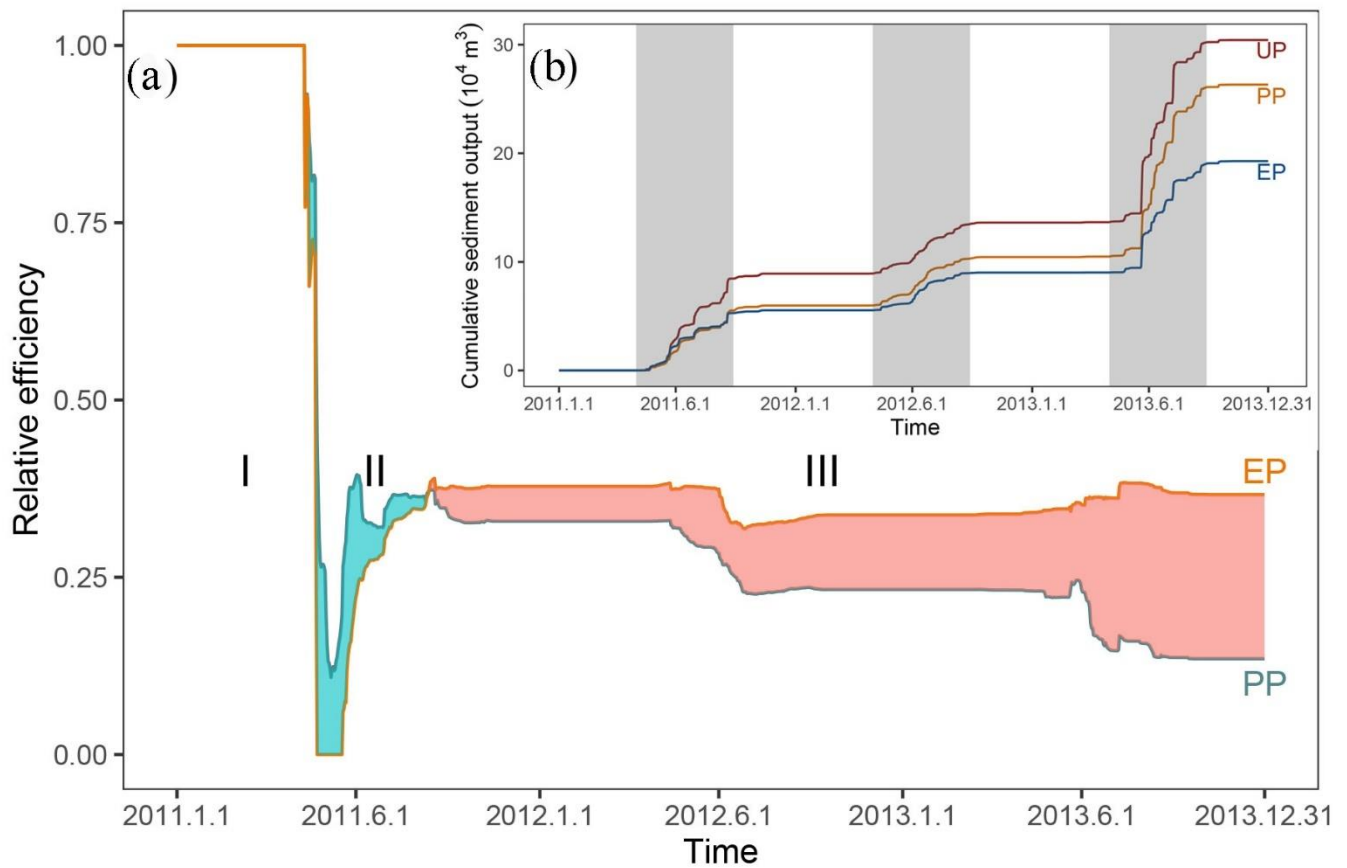 1.00
0.75
0.50
0.25
0.00
Relative efficiency
(a)
I
II
III
EP
PP
2011.1.1
2011.6.1
2012.1.1
2012.6.1
2013.1.1
2013.6.1
2013.12.31
Time
(b)
30
20
10
0
Cumulative sediment output (10⁴ m³)
UP
PP
EP
2011.1.1
2011.6.1
2012.1.1
2012.6.1
2013.1.1
2013.6.1
2013.12.31
Time